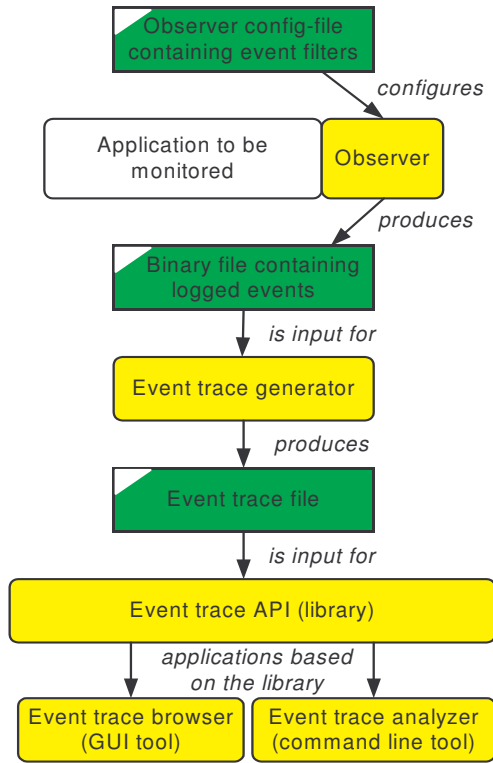 Observer config-file
containing event filters
configures
Application to be
monitored
Observer
produces
Binary file containing
logged events
is input for
Event trace generator
produces
Event trace file
is input for
Event trace API (library)
applications based
on the library
Event trace browser
(GUI tool)
Event trace analyzer
(command line tool)